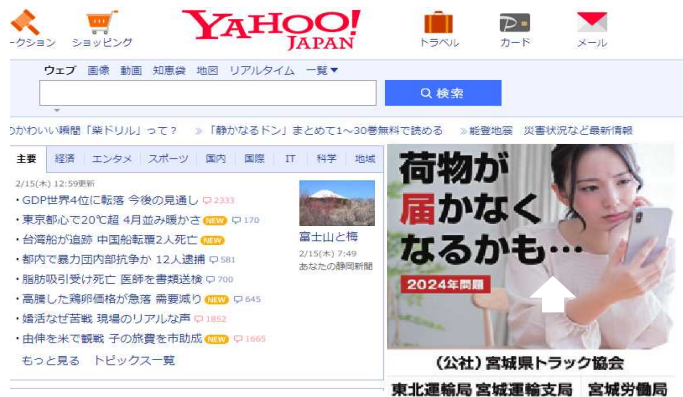 ークション ショッピング YAHOO! JAPAN トラベル カード メール
ウェブ 画像 動画 知恵袋 地図 リアルタイム 一覧▼
検索
のかわいい瞬間「柴ドリル」って? » 「静かなるドン」まとめて1~30巻無料で読める » 能登地震 災害状況など最新情報
主要 経済 エンタメ スポーツ 国内 国際 IT 科学 地域
2/15(木) 12:59更新
・GDP世界4位に転落 今後の見通し 2333
・東京都心で20℃超 4月並み暖かさ NEW 170
・台湾船が追跡 中国船転覆2人死亡 NEW
・都内で暴力団内部抗争か 12人逮捕 581
・脂肪吸引受け死亡 医師を書類送検 700
・高騰した鶏卵価格が急落 需要減り NEW 645
・婚活なぜ苦戦 現場のリアルな声 1852
・由伸を米で観戦 子の旅費を市助成 NEW 1665
もっと見る トピックス一覧
富士山と梅
2/15(木) 7:49
あなたの静岡新聞
荷物が
届かなく
なるかも…
2024年問題
(公社)宮城県トラック協会
東北運輸局 宮城運輸支局 宮城労働局